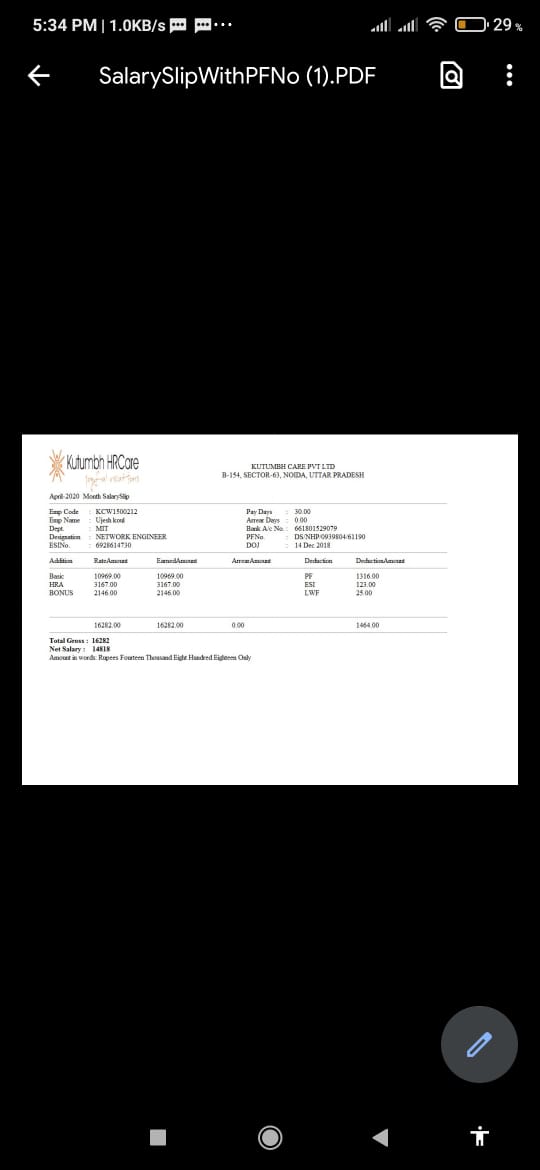 5:34 PM | 1.0KB/s ...
29 %
SalarySlipWithPFNo (1).PDF
Kutumbh HRCare
KUTUMBH CARE PVT LTD
B-154, SECTOR-63, NOIDA, UTTAR PRADESH
April-2020 Month SalarySlip
Emp Code : KCW1500212 Pay Days : 30.00
Emp Name : Ujesh koul Arrear Days : 0.00
Dept. : MIT Bank A/c No. : 661801529079
Designation : NETWORK ENGINEER PFNo. : DS/NHP/0939804/61190
ESINo. : 6928614730 DOJ : 14 Dec 2018
Addition RateAmount EarnedAmount ArrearAmount Deduction DeductionAmount
Basic 10969.00 10969.00 PF 1316.00
HRA 3167.00 3167.00 ESI 123.00
BONUS 2146.00 2146.00 LWF 25.00
16282.00 16282.00 0.00 1464.00
Total Gross : 16282
Net Salary : 14818
Amount in words: Rupees Fourteen Thousand Eight Hundred Eighteen Only